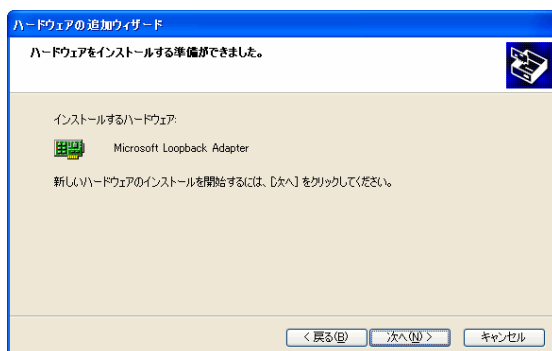 ハードウェアの追加ウィザード
ハードウェアをインストールする準備ができました。
インストールするハードウェア:
Microsoft Loopback Adapter
新しいハードウェアのインストールを開始するには、[次へ] をクリックしてください。
< 戻る(B)
次へ(N) >
キャンセル